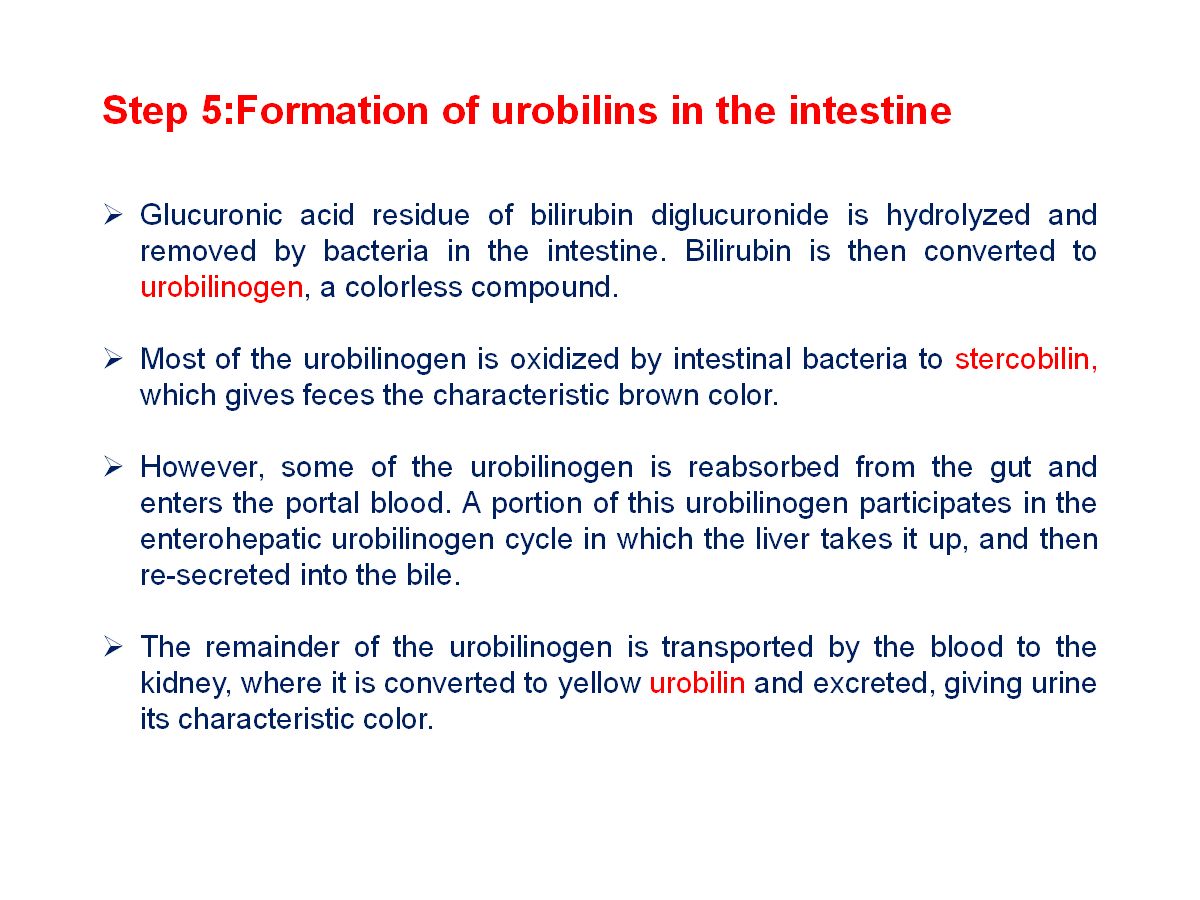 Step 5:Formation of urobilins in the intestine
➢ Glucuronic acid residue of bilirubin diglucuronide is hydrolyzed and
removed by bacteria in the intestine. Bilirubin is then converted to
urobilinogen, a colorless compound.
➢ Most of the urobilinogen is oxidized by intestinal bacteria to stercobilin,
which gives feces the characteristic brown color.
➢ However, some of the urobilinogen is reabsorbed from the gut and
enters the portal blood. A portion of this urobilinogen participates in the
enterohepatic urobilinogen cycle in which the liver takes it up, and then
re-secreted into the bile.
➢ The remainder of the urobilinogen is transported by the blood to the
kidney, where it is converted to yellow urobilin and excreted, giving urine
its characteristic color.